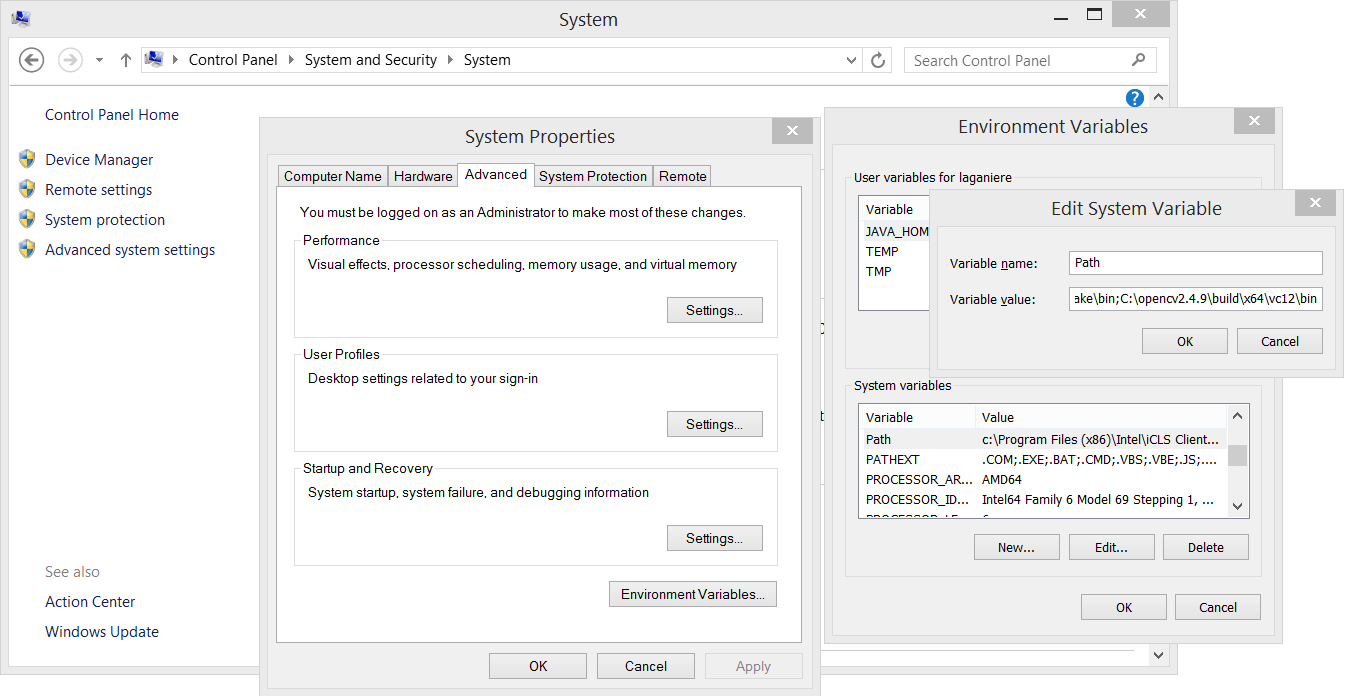 System
Control Panel System and Security System
Search Control Panel
Control Panel Home
Device Manager
Remote settings
System protection
Advanced system settings
See also
Action Center
Windows Update
System Properties
Computer Name Hardware Advanced System Protection Remote
You must be logged on as an Administrator to make most of these changes.
Performance
Visual effects, processor scheduling, memory usage, and virtual memory
Settings...
User Profiles
Desktop settings related to your sign-in
Settings...
Startup and Recovery
System startup, system failure, and debugging information
Settings...
Environment Variables...
OK Cancel Apply
Environment Variables
User variables for laganiere
Variable
JAVA_HOM
TEMP
TMP
Edit System Variable
Variable name: Path
Variable value: ake\bin;C:\opencv2.4.9\build\x64\vc12\bin
OK Cancel
System variables
Variable Value
Path c:\Program Files (x86)\Intel\iCLS Client...
PATHEXT .COM;.EXE;.BAT;.CMD;.VBS;.VBE;.JS;....
PROCESSOR_AR... AMD64
PROCESSOR_ID... Intel64 Family 6 Model 69 Stepping 1, ...
New... Edit... Delete
OK Cancel